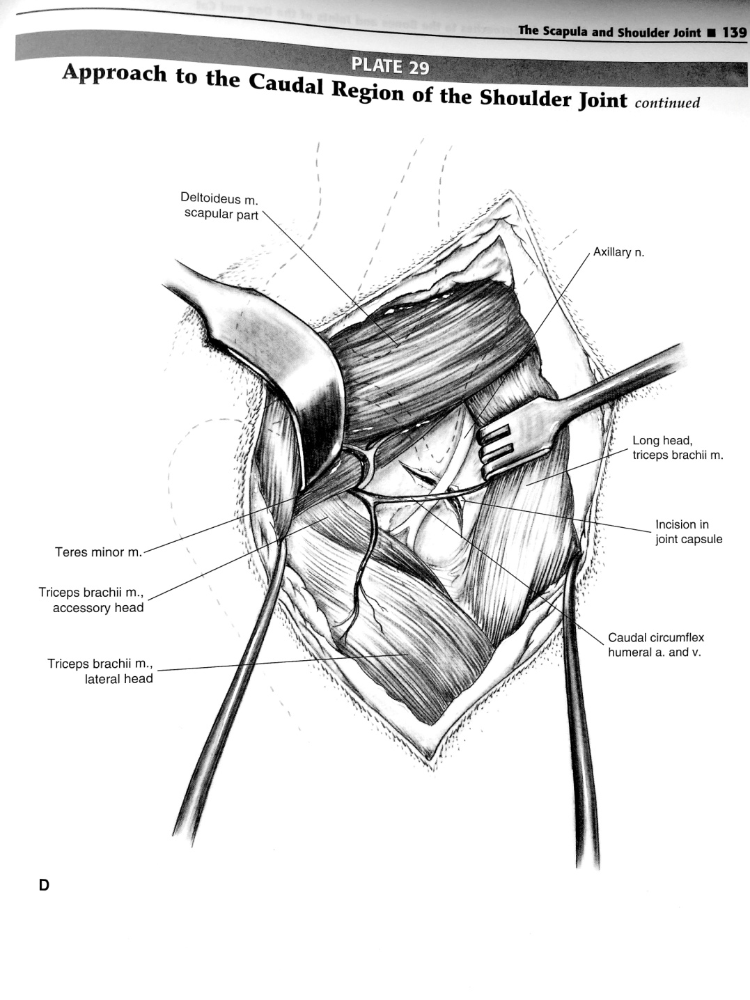 The Scapula and Shoulder Joint ■ 139
PLATE 29
Approach to the Caudal Region of the Shoulder Joint continued
Deltoideus m.
scapular part
Axillary n.
Long head,
triceps brachii m.
Incision in
joint capsule
Teres minor m.
Triceps brachii m.,
accessory head
Caudal circumflex
humeral a. and v.
Triceps brachii m.,
lateral head
D